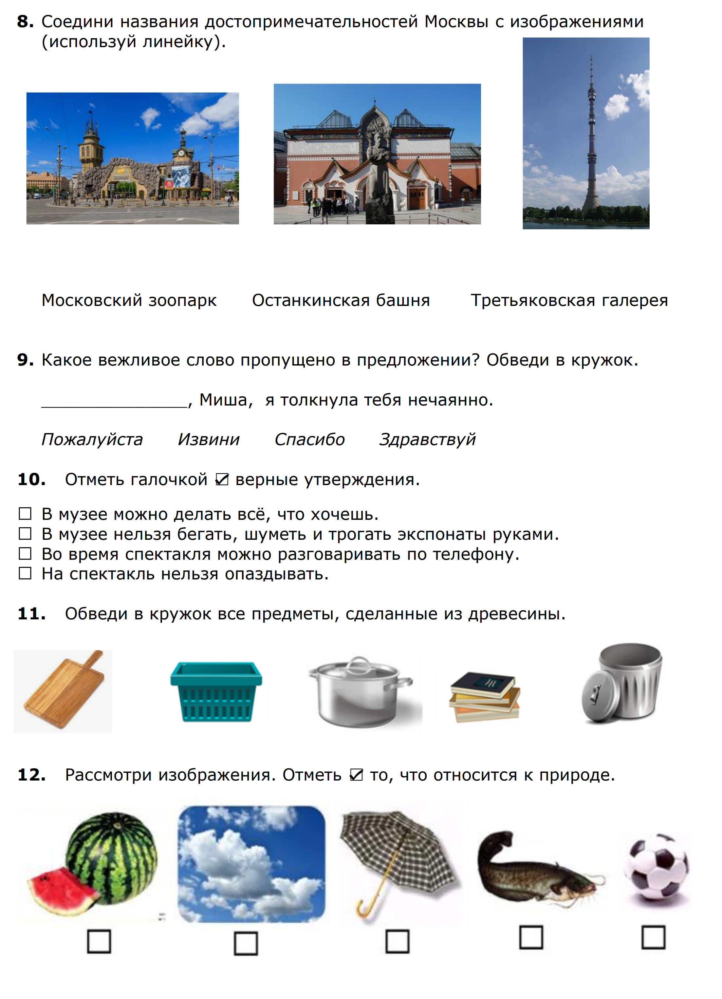 8. Соедини названия достопримечательностей Москвы с изображениями
(используй линейку).
Московский зоопарк Останкинская башня Третьяковская галерея
9. Какое вежливое слово пропущено в предложении? Обведи в кружок.
______________, Миша, я толкнула тебя нечаянно.
Пожалуйста Извини Спасибо Здравствуй
10. Отметь галочкой ☑ верные утверждения.
☐ В музее можно делать всё, что хочешь.
☐ В музее нельзя бегать, шуметь и трогать экспонаты руками.
☐ Во время спектакля можно разговаривать по телефону.
☐ На спектакль нельзя опаздывать.
11. Обведи в кружок все предметы, сделанные из древесины.
12. Рассмотри изображения. Отметь ☑ то, что относится к природе.